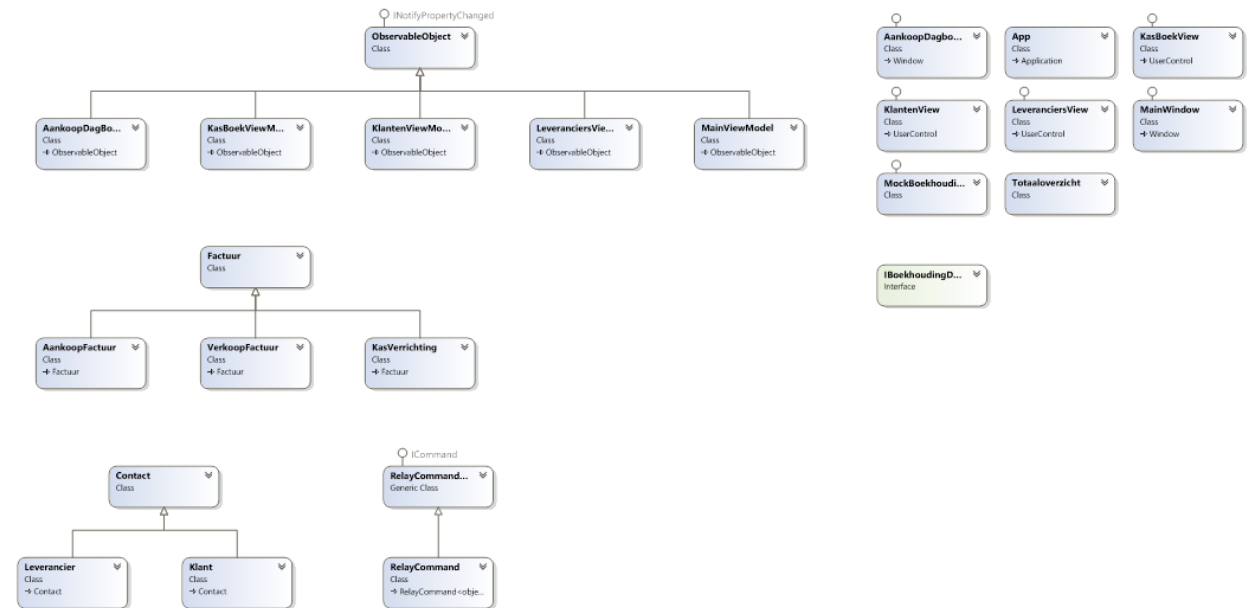 INotifyPropertyChanged
ObservableObject
Class
AankoopDagBo...
Class
ObservableObject
KasBoekViewM...
Class
ObservableObject
KlantenViewMo...
Class
ObservableObject
LeveranciersVie...
Class
ObservableObject
MainViewModel
Class
ObservableObject
Factuur
Class
AankoopFactuur
Class
Factuur
VerkoopFactuur
Class
Factuur
KasVerrichting
Class
Factuur
Contact
Class
Leverancier
Class
Contact
Klant
Class
Contact
ICommand
RelayCommand...
Generic Class
RelayCommand
Class
RelayCommand<obje...
AankoopDagbo...
Class
Window
App
Class
Application
KasBoekView
Class
UserControl
KlantenView
Class
UserControl
LeveranciersView
Class
UserControl
MainWindow
Class
Window
MockBoekhoudi...
Class
Totaaloverzicht
Class
IBoekhoudingD...
Interface